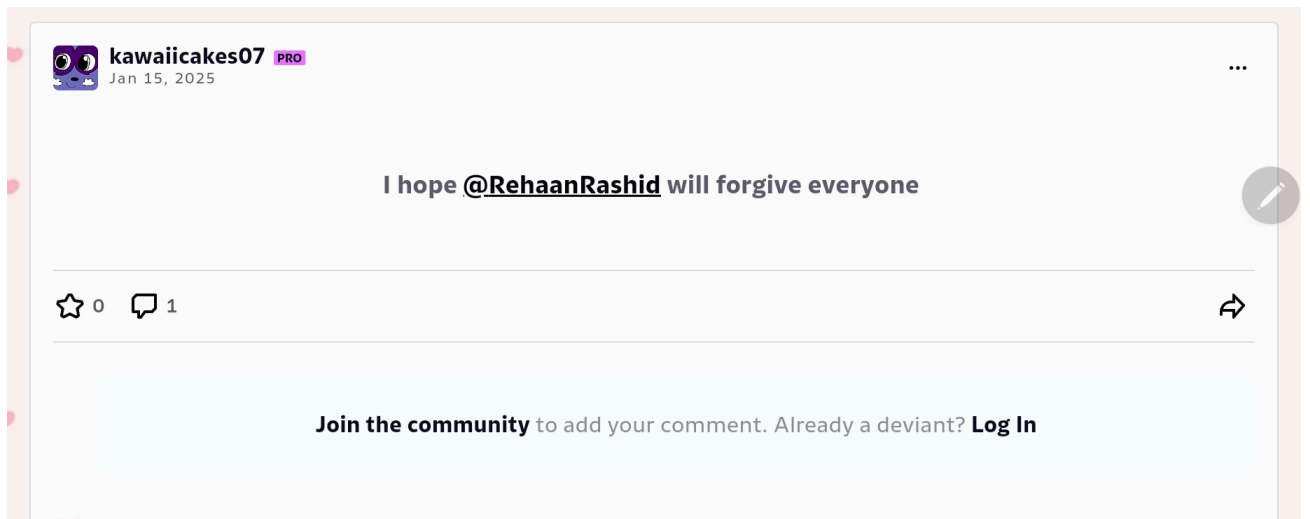 kawaiicakes07 PRO
Jan 15, 2025
...
I hope @RehaanRashid will forgive everyone
0 1
Join the community to add your comment. Already a deviant? Log In